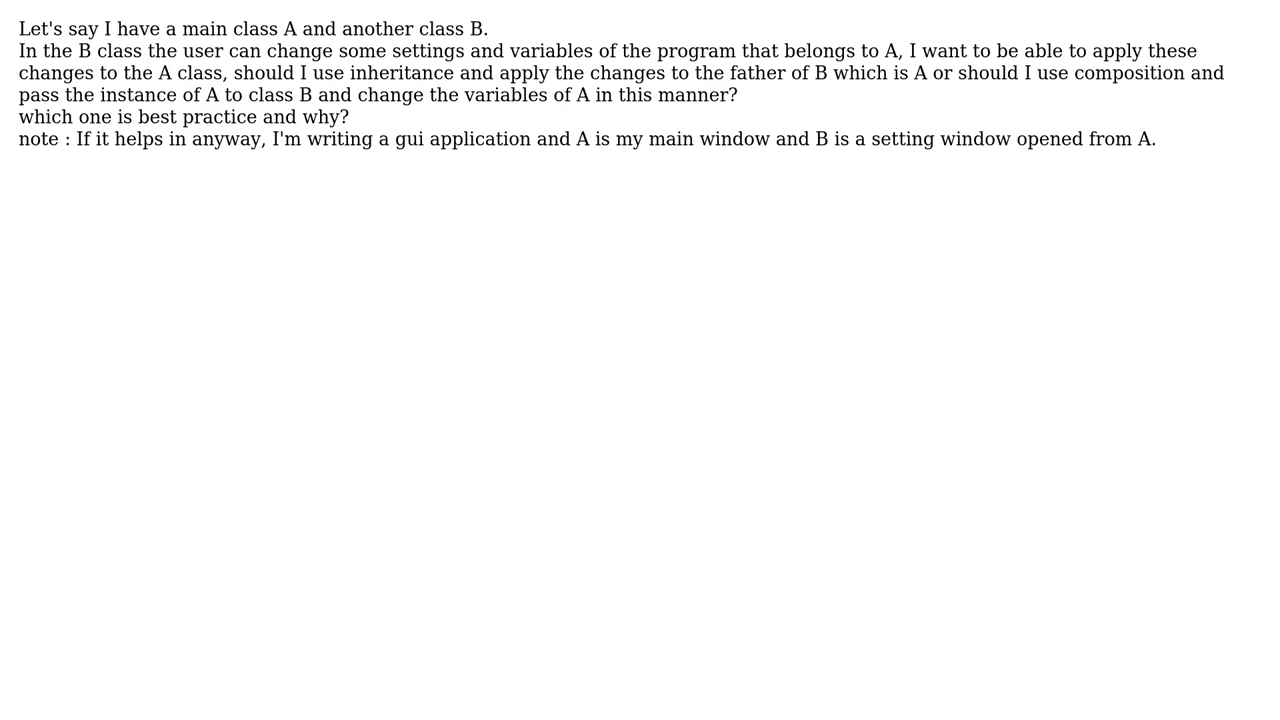 Let's say I have a main class A and another class B.
In the B class the user can change some settings and variables of the program that belongs to A, I want to be able to apply these
changes to the A class, should I use inheritance and apply the changes to the father of B which is A or should I use composition and
pass the instance of A to class B and change the variables of A in this manner?
which one is best practice and why?
note : If it helps in anyway, I'm writing a gui application and A is my main window and B is a setting window opened from A.